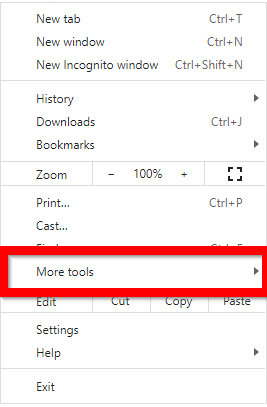 New tab Ctrl+T
New window Ctrl+N
New Incognito window Ctrl+Shift+N
History
Downloads Ctrl+J
Bookmarks
Zoom − 100% +
Print... Ctrl+P
Cast...
More tools
Edit Cut Copy Paste
Settings
Help
Exit